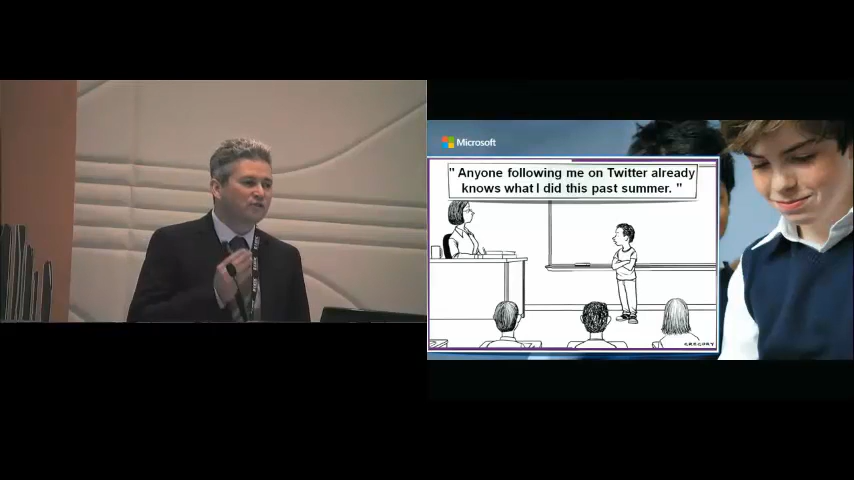 Microsoft
" Anyone following me on Twitter already
knows what I did this past summer. "
GREGORY